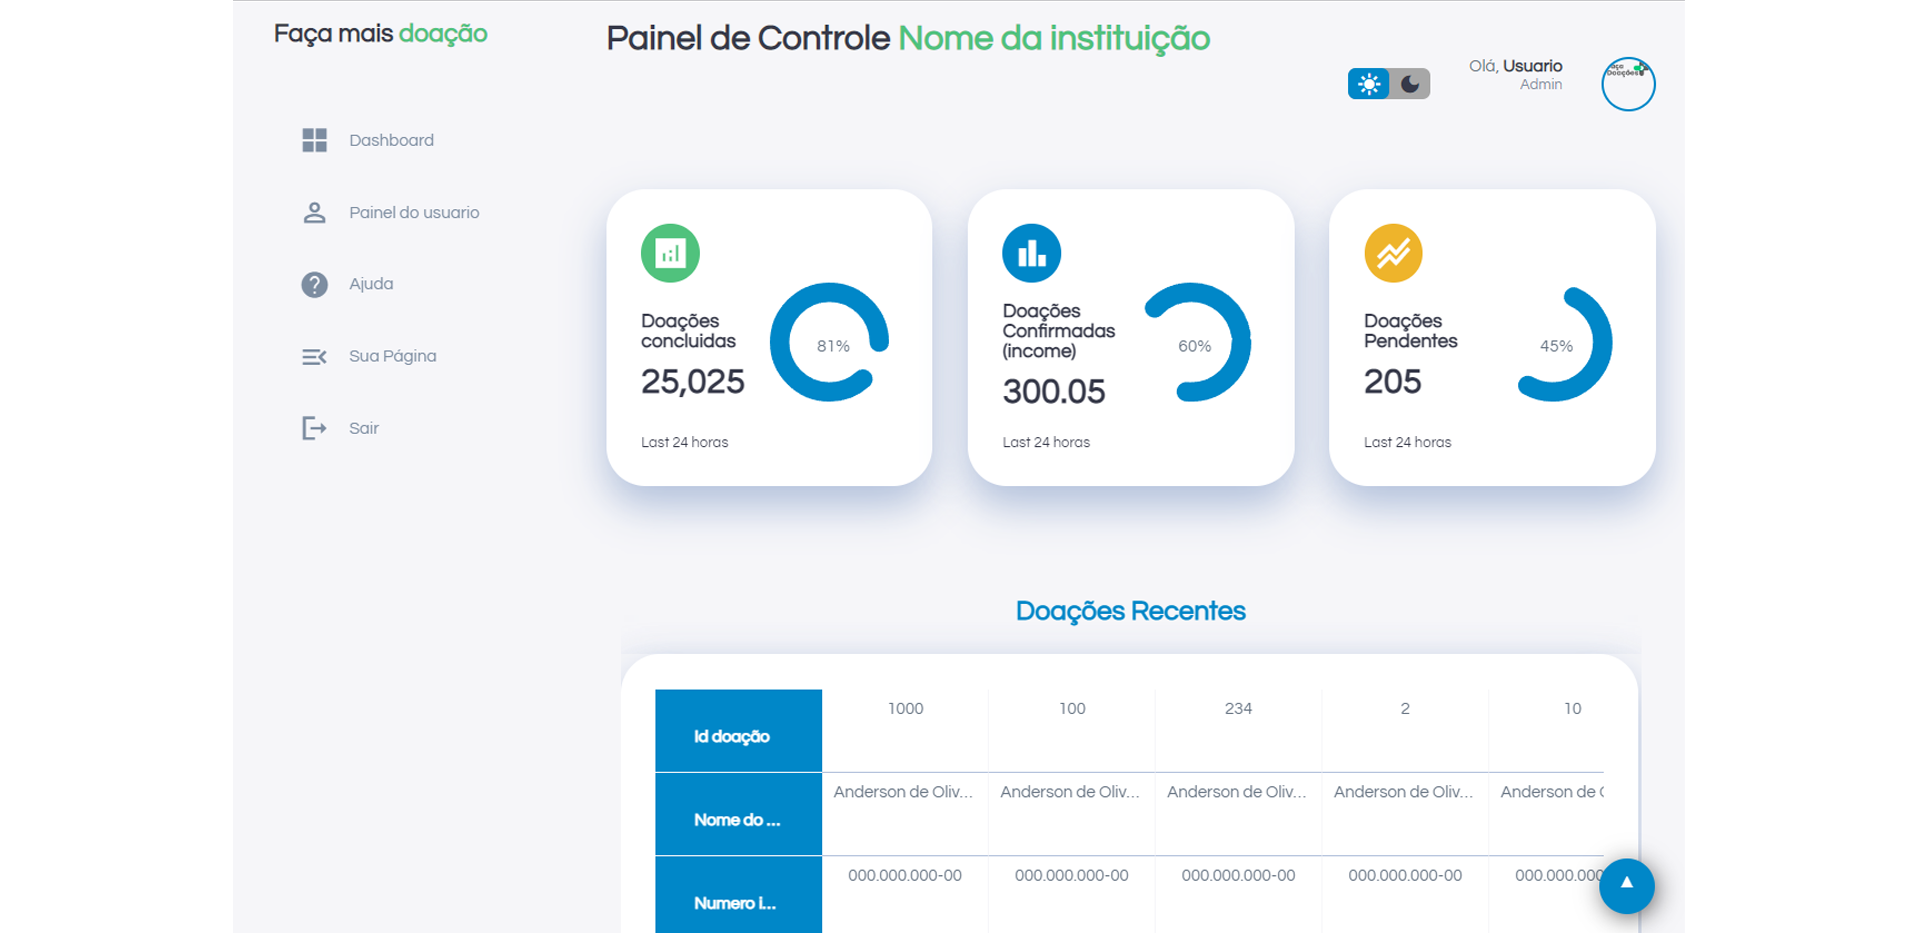 Faça mais doação
Painel de Controle Nome da instituição
Olá, Usuario
Admin
Dashboard
Painel do usuario
Ajuda
Sua Página
Sair
Doações
concluidas
25,025
81%
Last 24 horas
Doações
Confirmadas
(income)
300.05
60%
Last 24 horas
Doações
Pendentes
205
45%
Last 24 horas
Doações Recentes
Id doação 1000 100 234 2 10
Nome do ... Anderson de Oliv... Anderson de Oliv... Anderson de Oliv... Anderson de Oliv... Anderson de
Numero i... 000.000.000-00 000.000.000-00 000.000.000-00 000.000.000-00 000.000.000